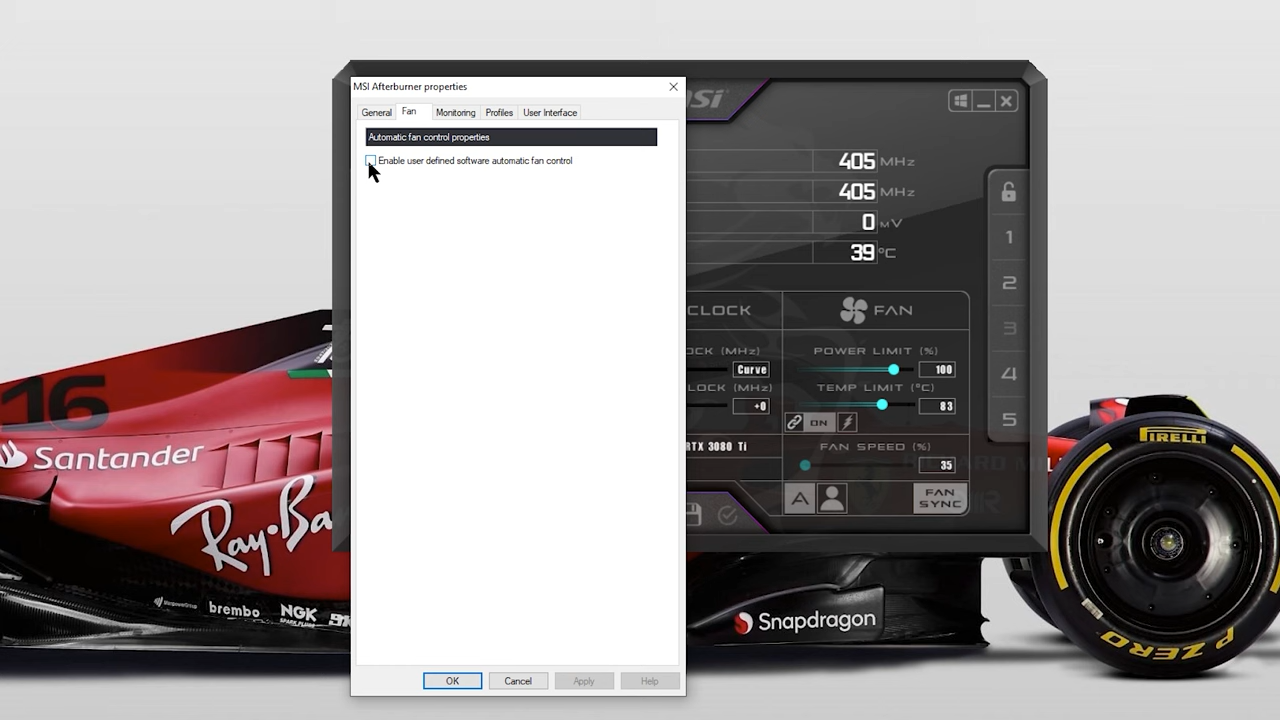 MSI Afterburner properties
General Fan Monitoring Profiles User Interface
Automatic fan control properties
Enable user defined software automatic fan control
OK Cancel Apply Help
405 MHz
405 MHz
0 MV
39 °C
CLOCK
FAN
POWER LIMIT (%)
Curve
100
TEMP LIMIT (°C)
+0
83
ON
RTX 3080 Ti
FAN SPEED (%)
35
A
FAN
SYNC
1
2
3
4
5
16
Santander
Ray-Ba
brembo
NGK
Snapdragon
PIRELLI
P ZERO